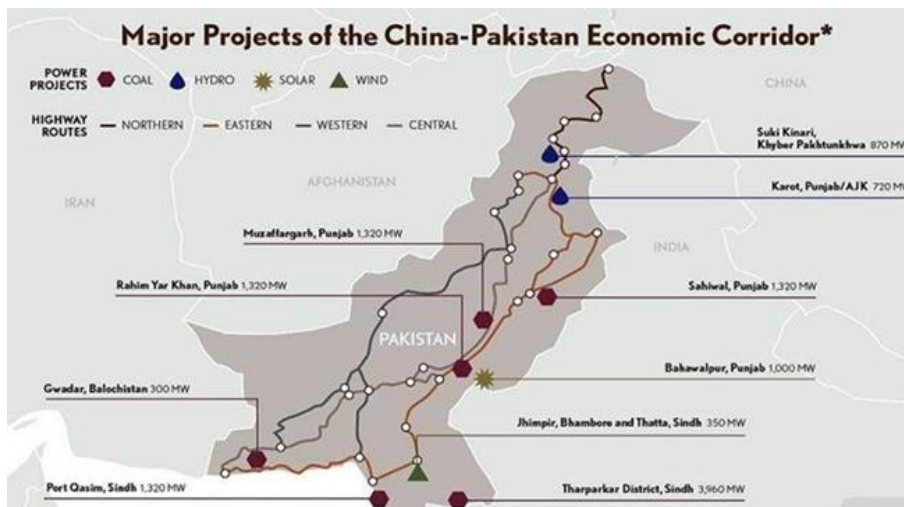 Major Projects of the China-Pakistan Economic Corridor*
POWER
PROJECTS
COAL
HYDRO
SOLAR
WIND
HIGHWAY
ROUTES
NORTHERN
EASTERN
WESTERN
CENTRAL
CHINA
Suki Kinari,
Khyber Pakhtunkhwa 870 MW
AFGHANISTAN
Karot, Punjab/AJK 720 MW
IRAN
Muzaffargarh, Punjab 1,320 MW
INDIA
Rahim Yar Khan, Punjab 1,320 MW
Sahiwal, Punjab 1,320 MW
PAKISTAN
Bahawalpur, Punjab 1,000 MW
Gwadar, Balochistan 300 MW
Jhimpir, Bhambore and Thatta, Sindh 350 MW
Port Qasim, Sindh 1,320 MW
Tharparkar District, Sindh 3,960 MW